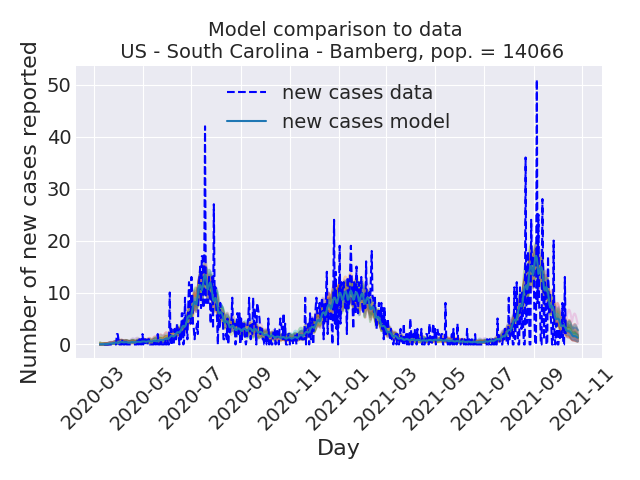 Model comparison to data
US - South Carolina - Bamberg, pop. = 14066
Number of new cases reported
50
40
30
20
10
0
new cases data
new cases model
2020-03
2020-05
2020-07
2020-09
2020-11
2021-01
2021-03
2021-05
2021-07
2021-09
2021-11
Day